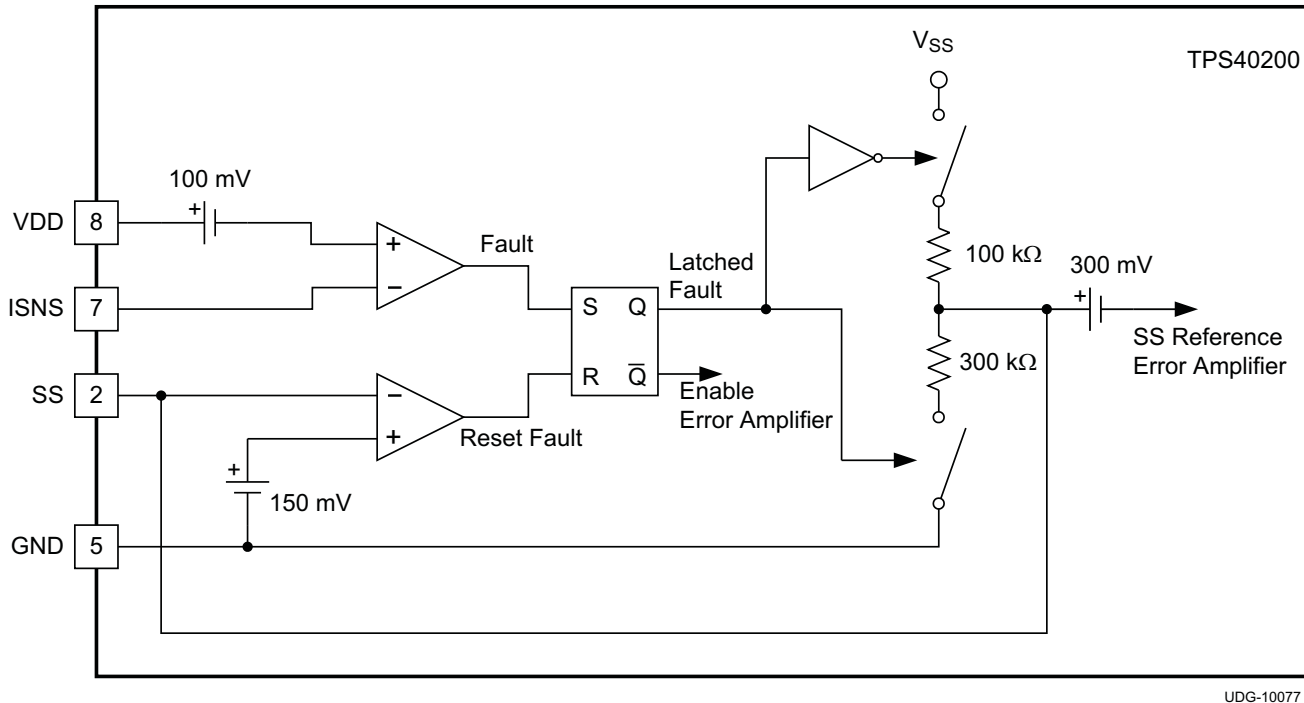 VSS
TPS40200
100 mV
VDD
8
+
+
Fault
−
Latched
Fault
100 kΩ
300 mV
+
ISNS
7
S
Q
SS Reference
Error Amplifier
300 kΩ
SS
2
−
R
Q̅
Enable
Error Amplifier
+
Reset Fault
+
150 mV
GND
5
UDG-10077